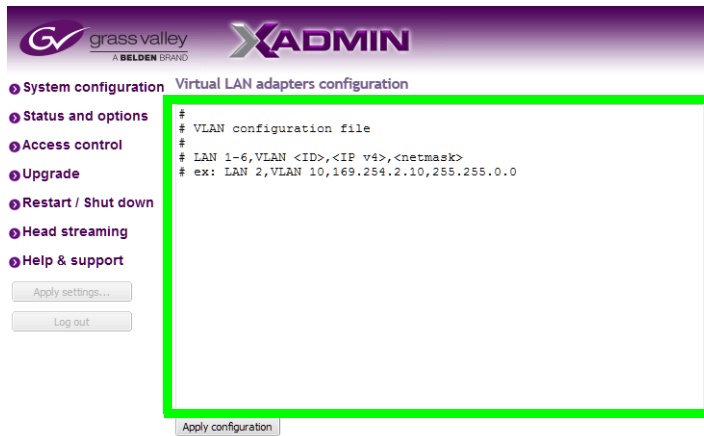 GV grass valley
A BELDEN BRAND
XADMIN
System configuration
Status and options
Access control
Upgrade
Restart / Shut down
Head streaming
Help & support
Apply settings...
Log out
Virtual LAN adapters configuration
#
# VLAN configuration file
#
# LAN 1-6,VLAN <ID>,<IP v4>,<netmask>
# ex: LAN 2,VLAN 10,169.254.2.10,255.255.0.0
Apply configuration